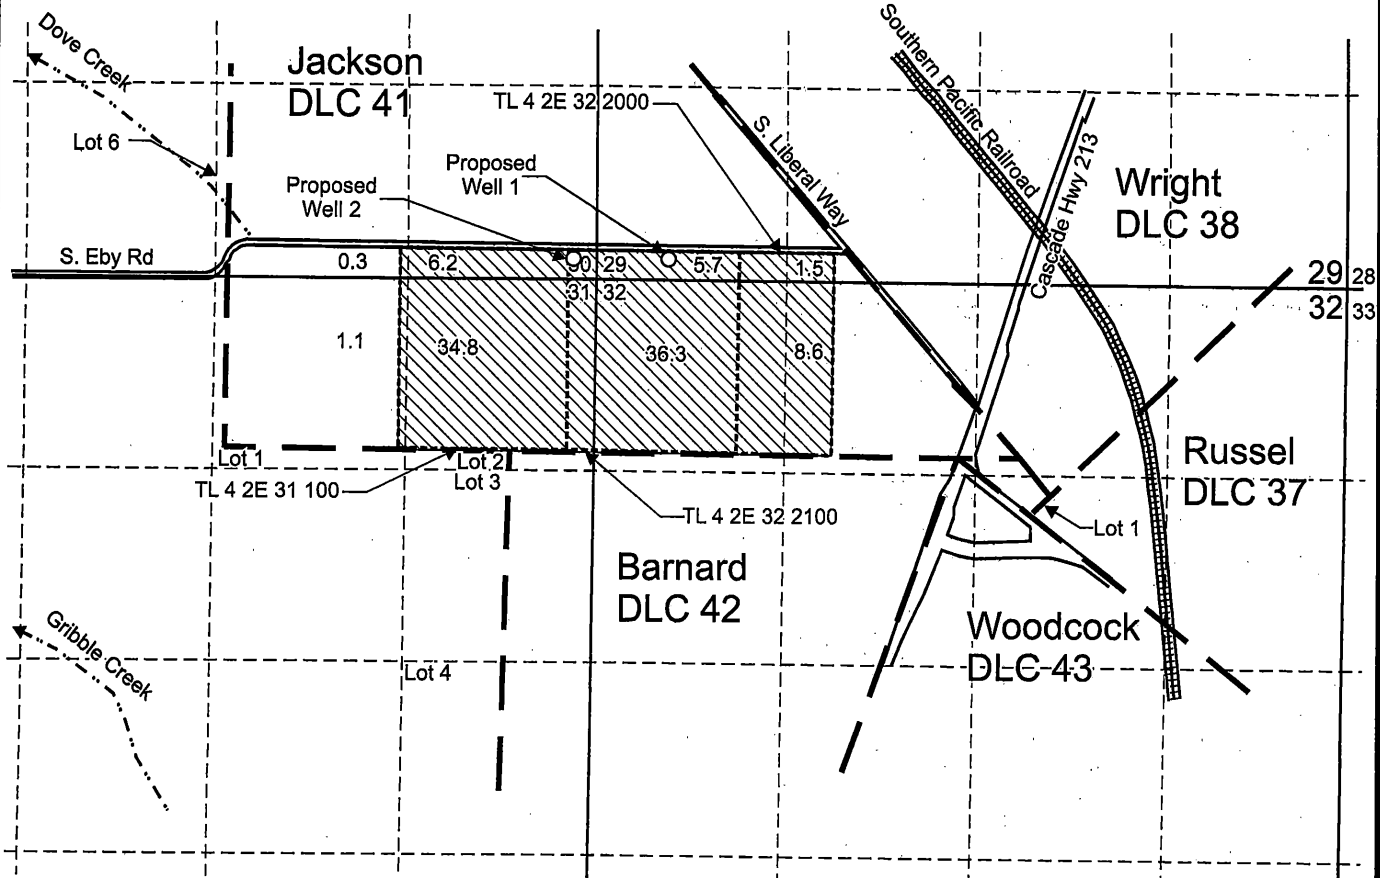 Dove Creek
Jackson
DLC 41
TL 4 2E 32 2000
Southern Pacific Railroad
Lot 6
S. Liberal Way
Cascade Hwy 213
Proposed
Well 1
Proposed
Well 2
Wright
DLC 38
S. Eby Rd
0.3
6.2
30 29
5.7
1.5
29 28
31 32
32 33
1.1
34.8
36.3
8.6
Lot 1
Lot 2
Lot 3
Russel
DLC 37
TL 4 2E 31 100
TL 4 2E 32 2100
Lot 1
Barnard
DLC 42
Gribble Creek
Woodcock
DLC 43
Lot 4